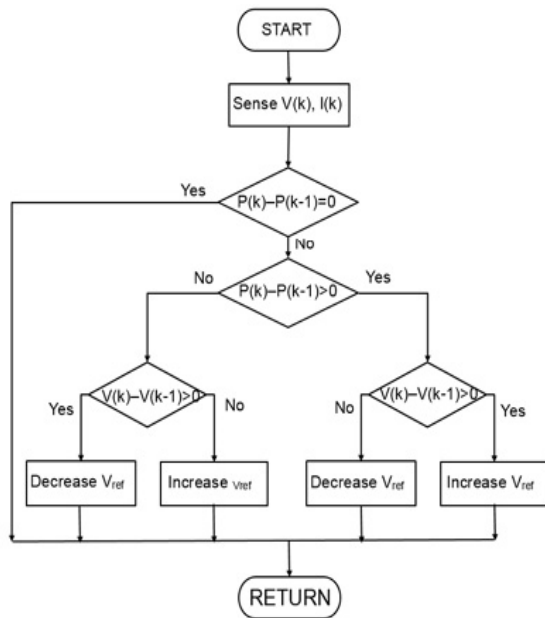 START
Sense V(k), I(k)
Yes
P(k)–P(k-1)=0
No
No
P(k)–P(k-1)>0
Yes
V(k)–V(k-1)>0
V(k)–V(k-1)>0
Yes
No
No
Yes
Decrease Vref
Increase Vref
Decrease Vref
Increase Vref
RETURN